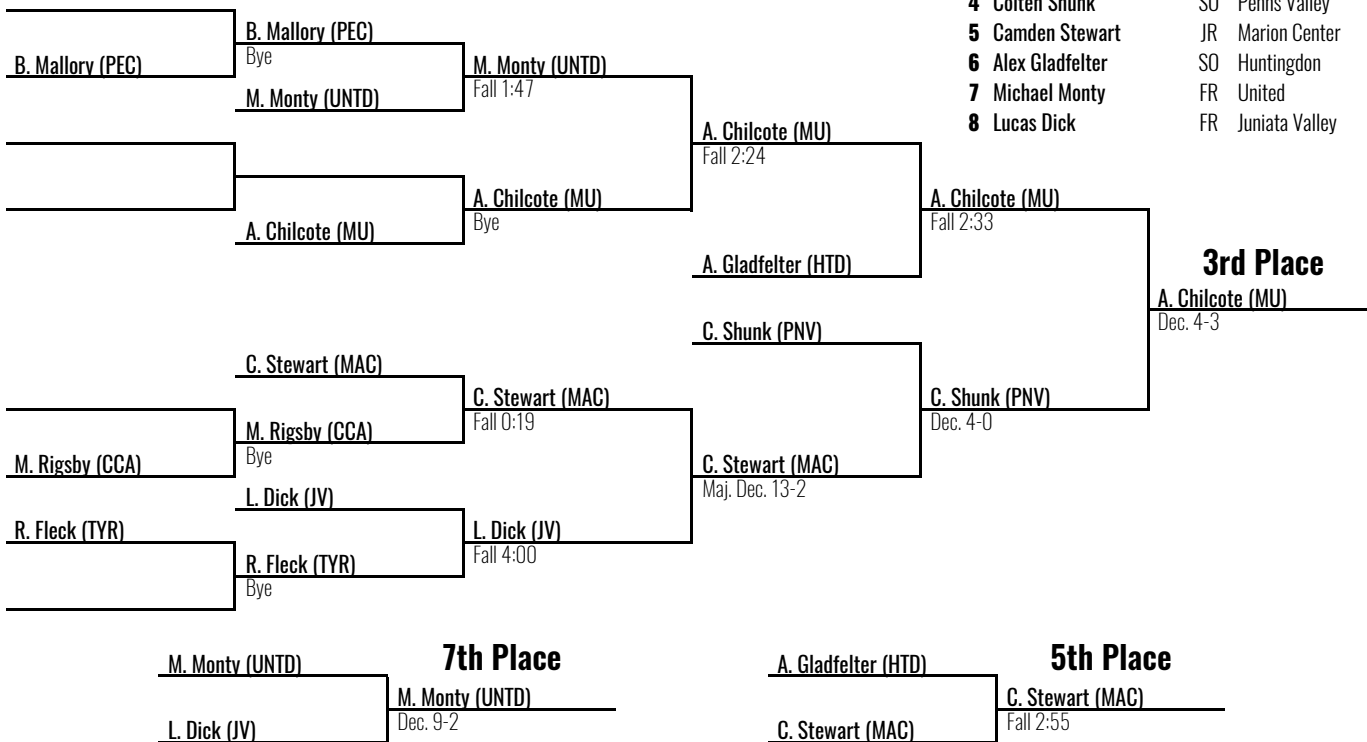 4 Colten Shunk SO Penns Valley
5 Camden Stewart JR Marion Center
6 Alex Gladfelter SO Huntingdon
7 Michael Monty FR United
8 Lucas Dick FR Juniata Valley
B. Mallory (PEC)
B. Mallory (PEC)
Bye
M. Monty (UNTD)
M. Monty (UNTD)
Fall 1:47
A. Chilcote (MU)
A. Chilcote (MU)
Bye
A. Chilcote (MU)
Fall 2:24
A. Gladfelter (HTD)
A. Chilcote (MU)
Fall 2:33
3rd Place
A. Chilcote (MU)
Dec. 4-3
C. Shunk (PNV)
C. Shunk (PNV)
Dec. 4-0
C. Stewart (MAC)
M. Rigsby (CCA)
M. Rigsby (CCA)
Bye
C. Stewart (MAC)
Fall 0:19
C. Stewart (MAC)
Maj. Dec. 13-2
L. Dick (JV)
R. Fleck (TYR)
R. Fleck (TYR)
Bye
L. Dick (JV)
Fall 4:00
7th Place
M. Monty (UNTD)
L. Dick (JV)
M. Monty (UNTD)
Dec. 9-2
5th Place
A. Gladfelter (HTD)
C. Stewart (MAC)
C. Stewart (MAC)
Fall 2:55